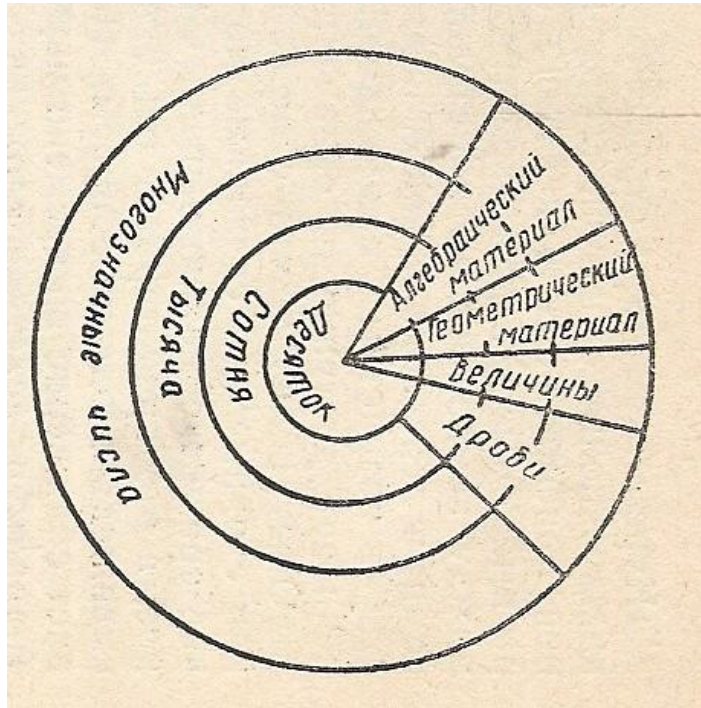 Многозначные числа
Тысяча
Сотня
Десяток
Алгебраический
материал
Геометрический
материал
Величины
Дроби